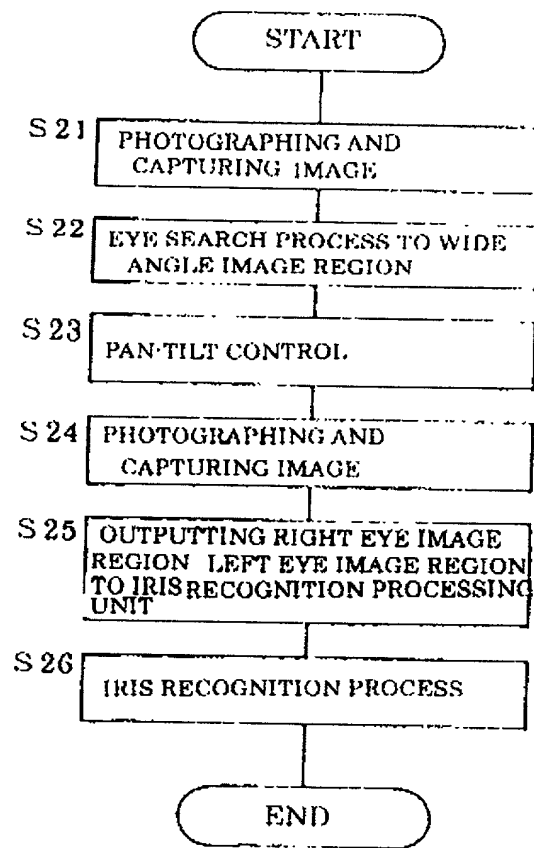 START
S 21
PHOTOGRAPHING AND
CAPTURING IMAGE
S 22
EYE SEARCH PROCESS TO WIDE
ANGLE IMAGE REGION
S 23
PAN·TILT CONTROL
S 24
PHOTOGRAPHING AND
CAPTURING IMAGE
S 25
OUTPUTTING RIGHT EYE IMAGE
REGION LEFT EYE IMAGE REGION
TO IRIS RECOGNITION PROCESSING
UNIT
S 26
IRIS RECOGNITION PROCESS
END